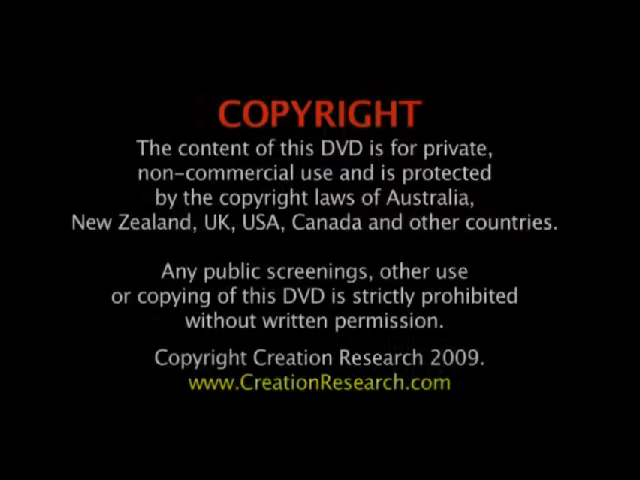 COPYRIGHT
The content of this DVD is for private,
non-commercial use and is protected
by the copyright laws of Australia,
New Zealand, UK, USA, Canada and other countries.
Any public screenings, other use
or copying of this DVD is strictly prohibited
without written permission.
Copyright Creation Research 2009.
www.CreationResearch.com